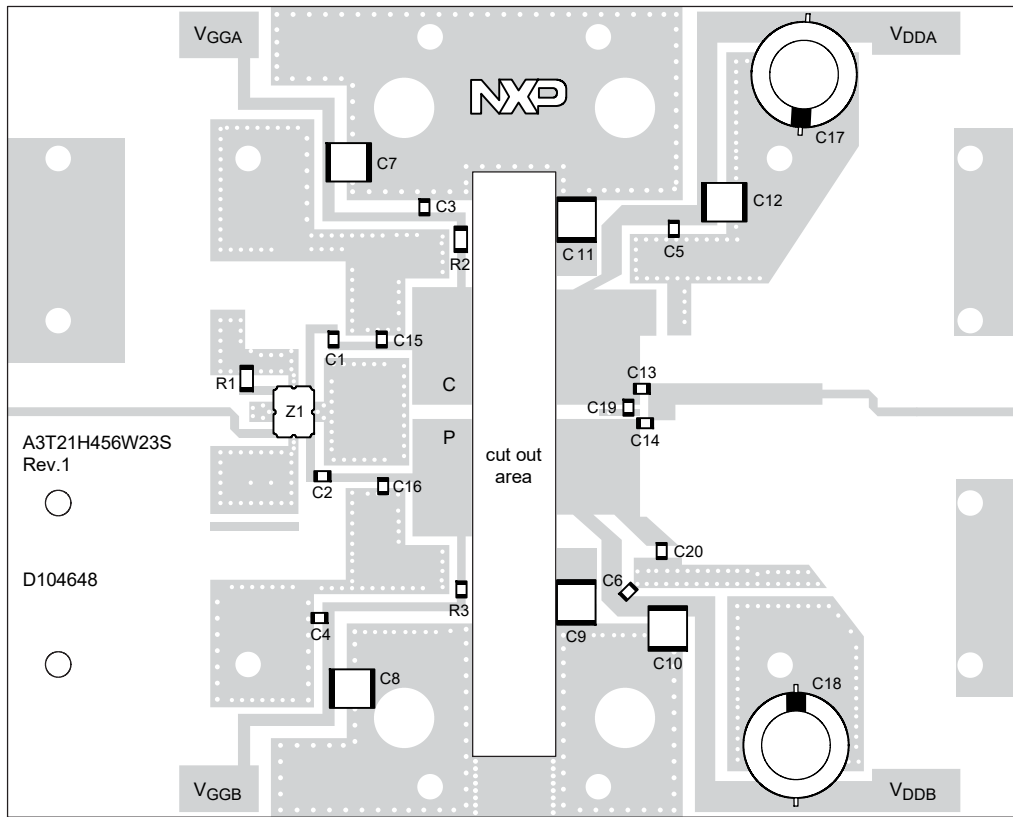 VGGA
VDDA
NXP
C17
C7
C3
C12
C11
C5
R2
C1
C15
R1
C
C13
Z1
C19
C14
P
A3T21H456W23S
Rev.1
cut out
area
C2
C16
C20
D104648
C6
R3
C4
C9
C10
C8
C18
VGGB
VDDB